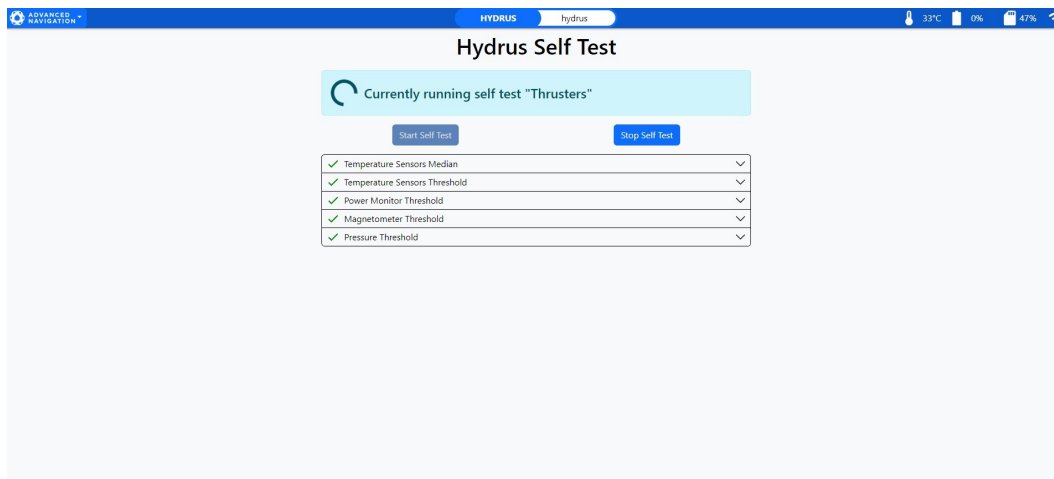 ADVANCED NAVIGATION HYDRUS hydrus 33°C 0% 47%
Hydrus Self Test
Currently running self test "Thrusters"
Start Self Test Stop Self Test
Temperature Sensors Median
Temperature Sensors Threshold
Power Monitor Threshold
Magnetometer Threshold
Pressure Threshold